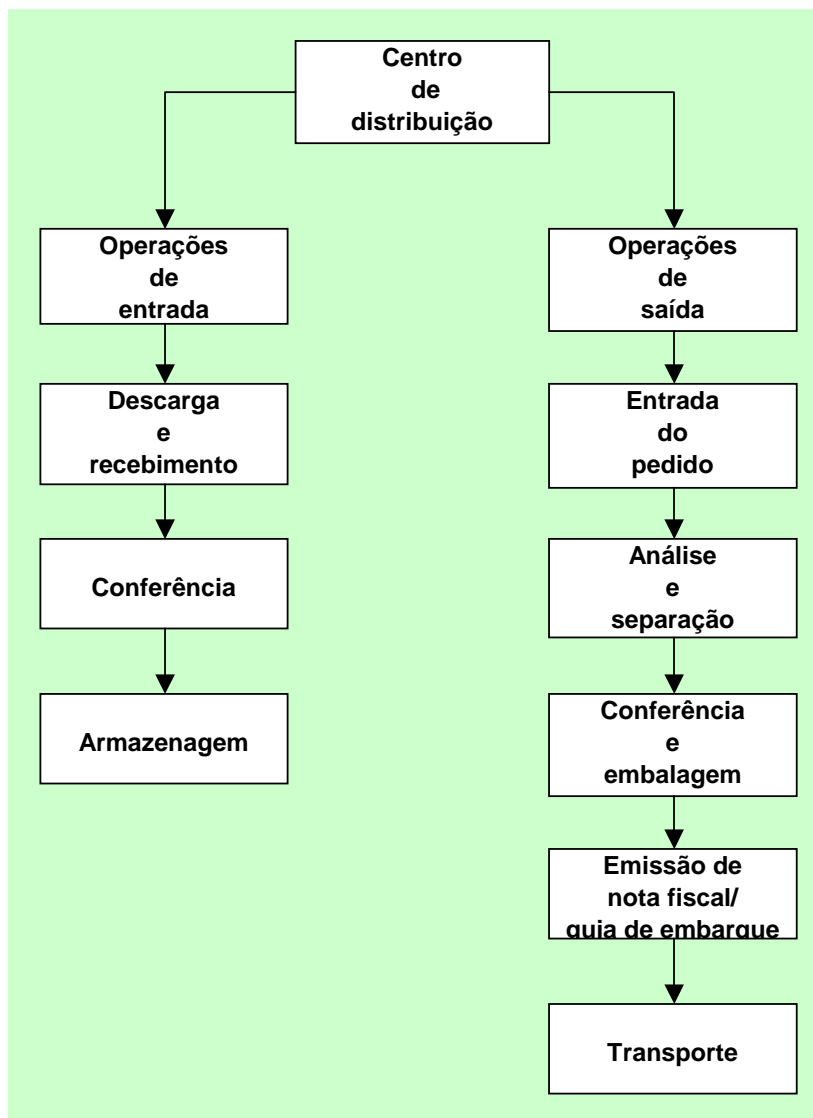 Centro
de
distribuição
Operações
de
entrada
Operações
de
saída
Descarga
e
recebimento
Entrada
do
pedido
Conferência
Análise
e
separação
Armazenagem
Conferência
e
embalagem
Emissão de
nota fiscal/
guia de embarque
Transporte